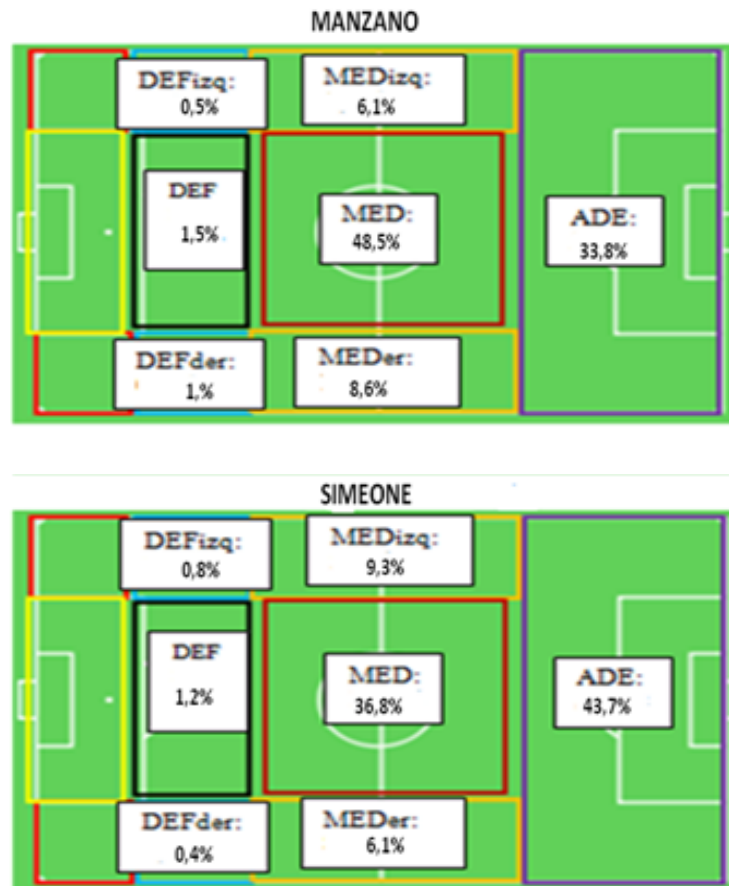 MANZANO
DEFizq:
0,5%
MEDizq:
6,1%
DEF
1,5%
MED:
48,5%
ADE:
33,8%
DEFder:
1,%
MEDer:
8,6%
SIMEONE
DEFizq:
0,8%
MEDizq:
9,3%
DEF
1,2%
MED:
36,8%
ADE:
43,7%
DEFder:
0,4%
MEDer:
6,1%